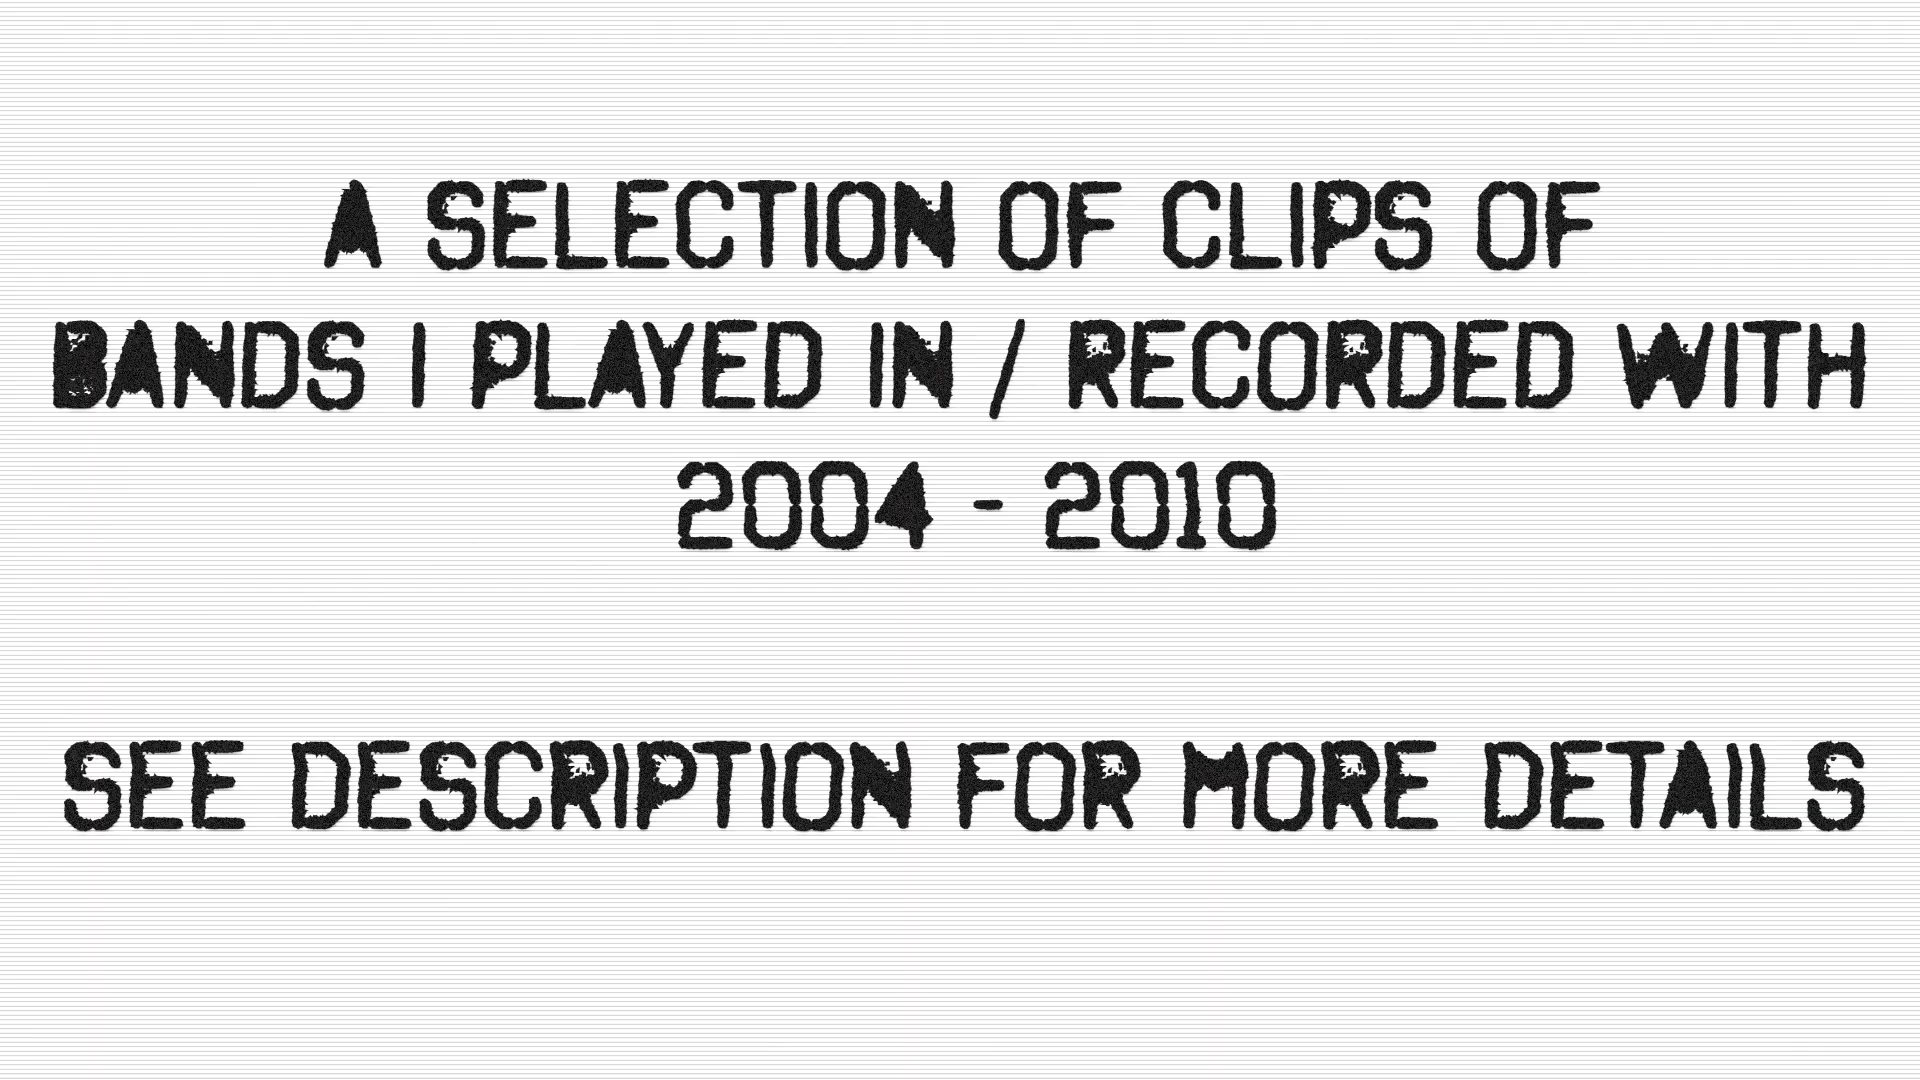 A SELECTION OF CLIPS OF
BANDS I PLAYED IN / RECORDED WITH
2004 - 2010
SEE DESCRIPTION FOR MORE DETAILS